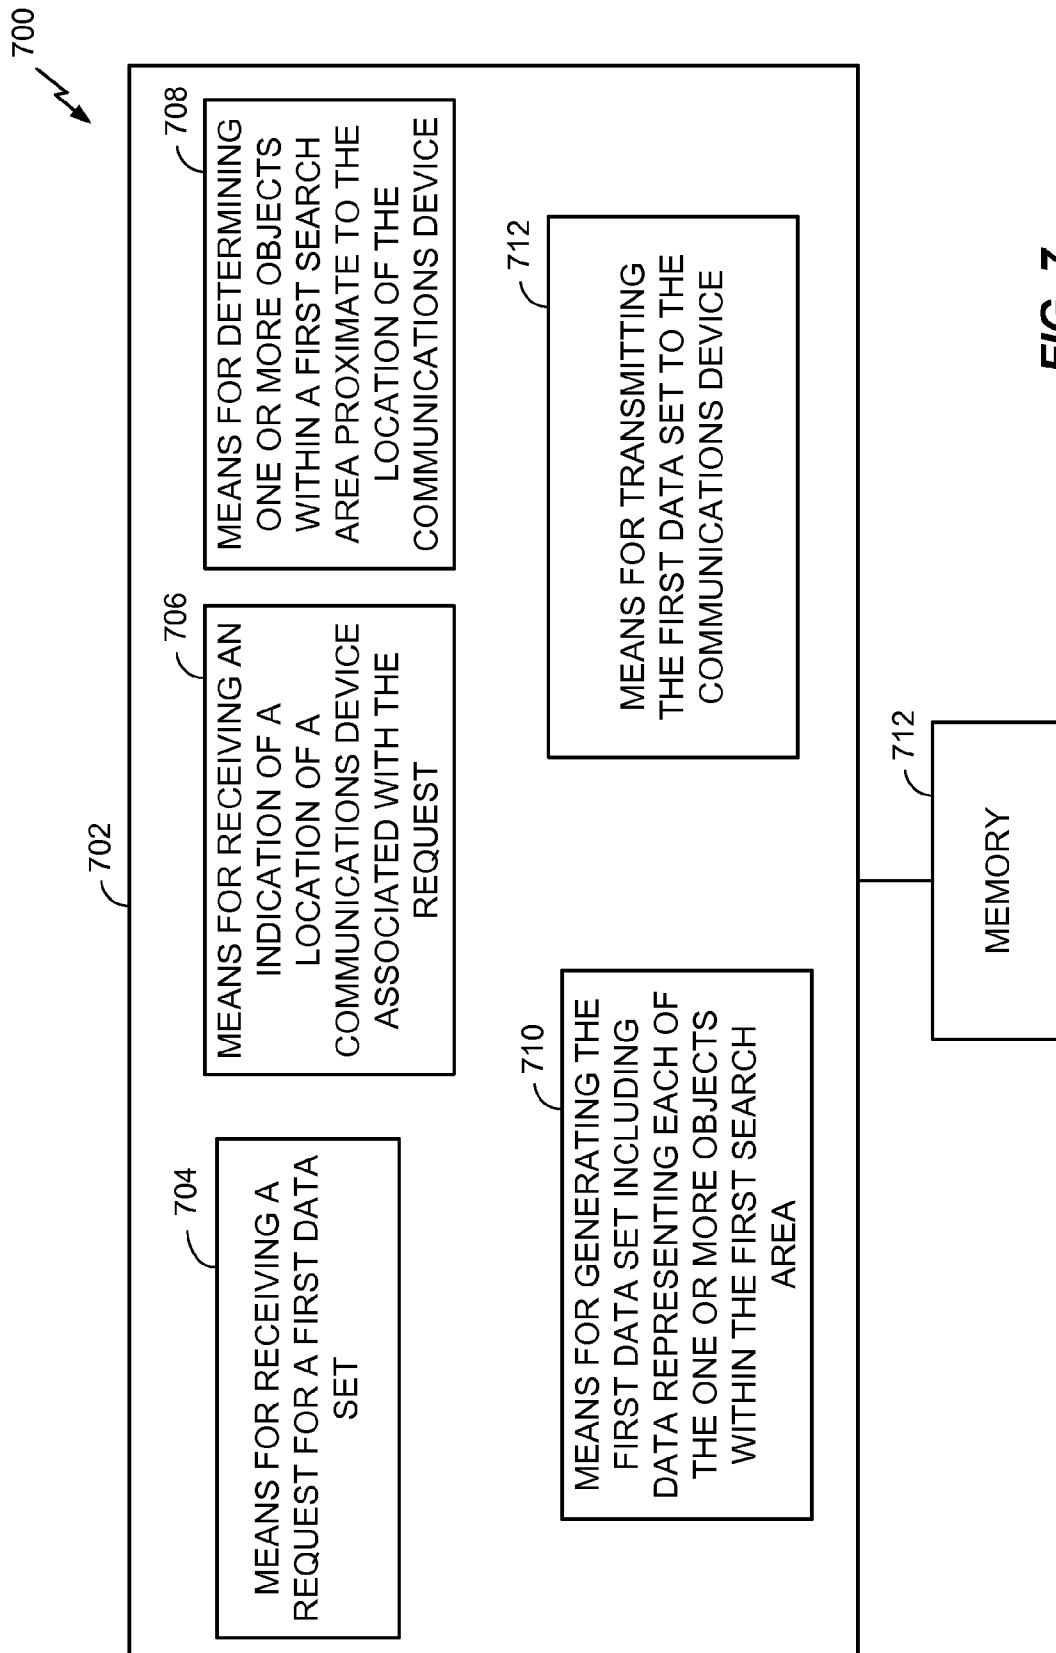 700
702
704
MEANS FOR RECEIVING A
REQUEST FOR A FIRST DATA
SET
706
MEANS FOR RECEIVING AN
INDICATION OF A
LOCATION OF A
COMMUNICATIONS DEVICE
ASSOCIATED WITH THE
REQUEST
708
MEANS FOR DETERMINING
ONE OR MORE OBJECTS
WITHIN A FIRST SEARCH
AREA PROXIMATE TO THE
LOCATION OF THE
COMMUNICATIONS DEVICE
710
MEANS FOR GENERATING THE
FIRST DATA SET INCLUDING
DATA REPRESENTING EACH OF
THE ONE OR MORE OBJECTS
WITHIN THE FIRST SEARCH
AREA
712
MEANS FOR TRANSMITTING
THE FIRST DATA SET TO THE
COMMUNICATIONS DEVICE
712
MEMORY
FIG. 7